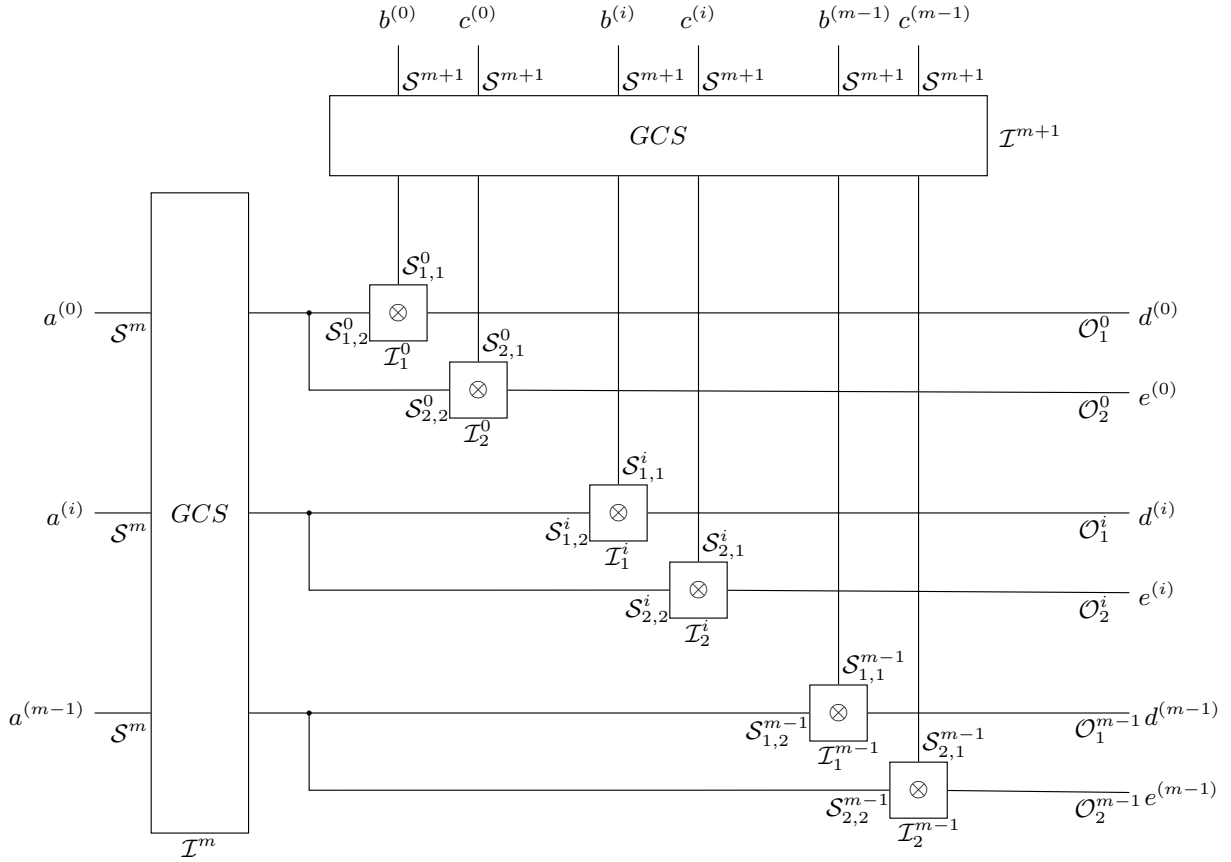 b^{(0)} c^{(0)} b^{(i)} c^{(i)} b^{(m−1)} c^{(m−1)}
𝒮^{m+1} 𝒮^{m+1} 𝒮^{m+1} 𝒮^{m+1} 𝒮^{m+1} 𝒮^{m+1}
GCS ℐ^{m+1}
𝒮^0_{1,1}
a^{(0)} ⊗ d^{(0)}
𝒮^m 𝒮^0_{1,2} 𝒪^0_1
ℐ^0_1 𝒮^0_{2,1}
⊗ e^{(0)}
𝒮^0_{2,2} 𝒪^0_2
ℐ^0_2
𝒮^i_{1,1}
a^{(i)} GCS ⊗ d^{(i)}
𝒮^m 𝒮^i_{1,2} 𝒪^i_1
ℐ^i_1 𝒮^i_{2,1}
⊗ e^{(i)}
𝒮^i_{2,2} 𝒪^i_2
ℐ^i_2
𝒮^{m−1}_{1,1}
a^{(m−1)} ⊗ d^{(m−1)}
𝒮^m 𝒮^{m−1}_{1,2} 𝒪^{m−1}_1
ℐ^{m−1}_1 𝒮^{m−1}_{2,1}
⊗ e^{(m−1)}
𝒮^{m−1}_{2,2} 𝒪^{m−1}_2
ℐ^{m−1}_2
ℐ^m